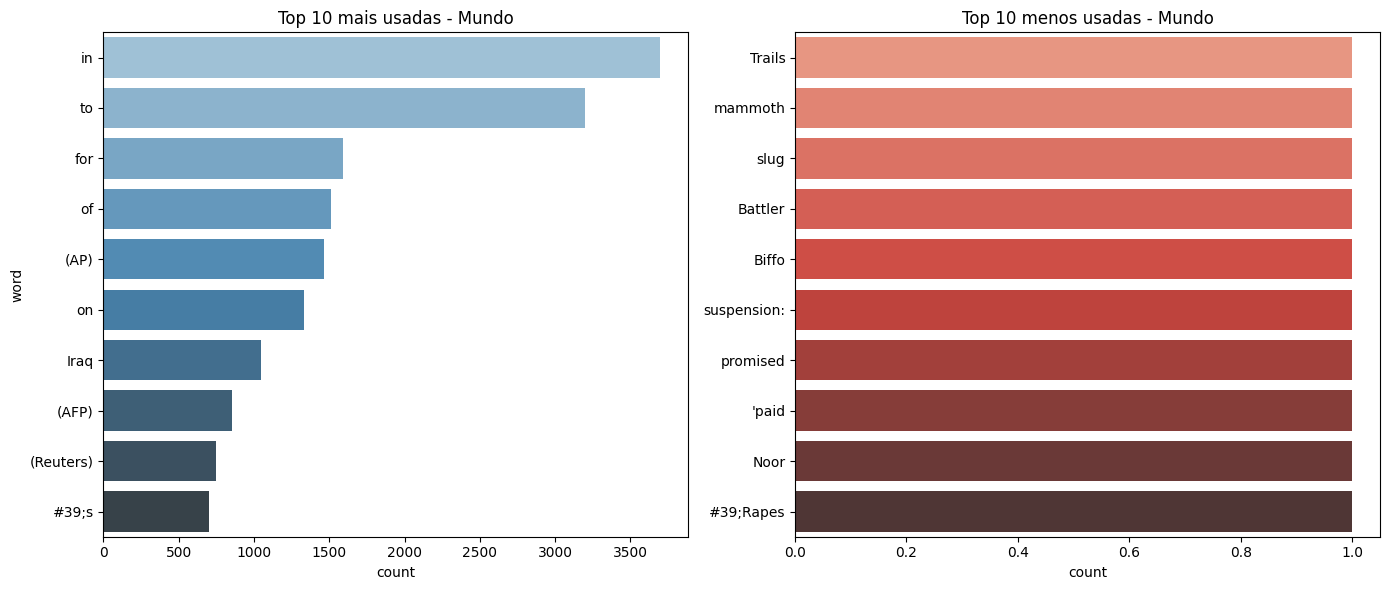 Top 10 mais usadas - Mundo
in
to
for
of
(AP)
on
Iraq
(AFP)
(Reuters)
#39;s
word
0 500 1000 1500 2000 2500 3000 3500
count
Top 10 menos usadas - Mundo
Trails
mammoth
slug
Battler
Biffo
suspension:
promised
'paid
Noor
#39;Rapes
0.0 0.2 0.4 0.6 0.8 1.0
count